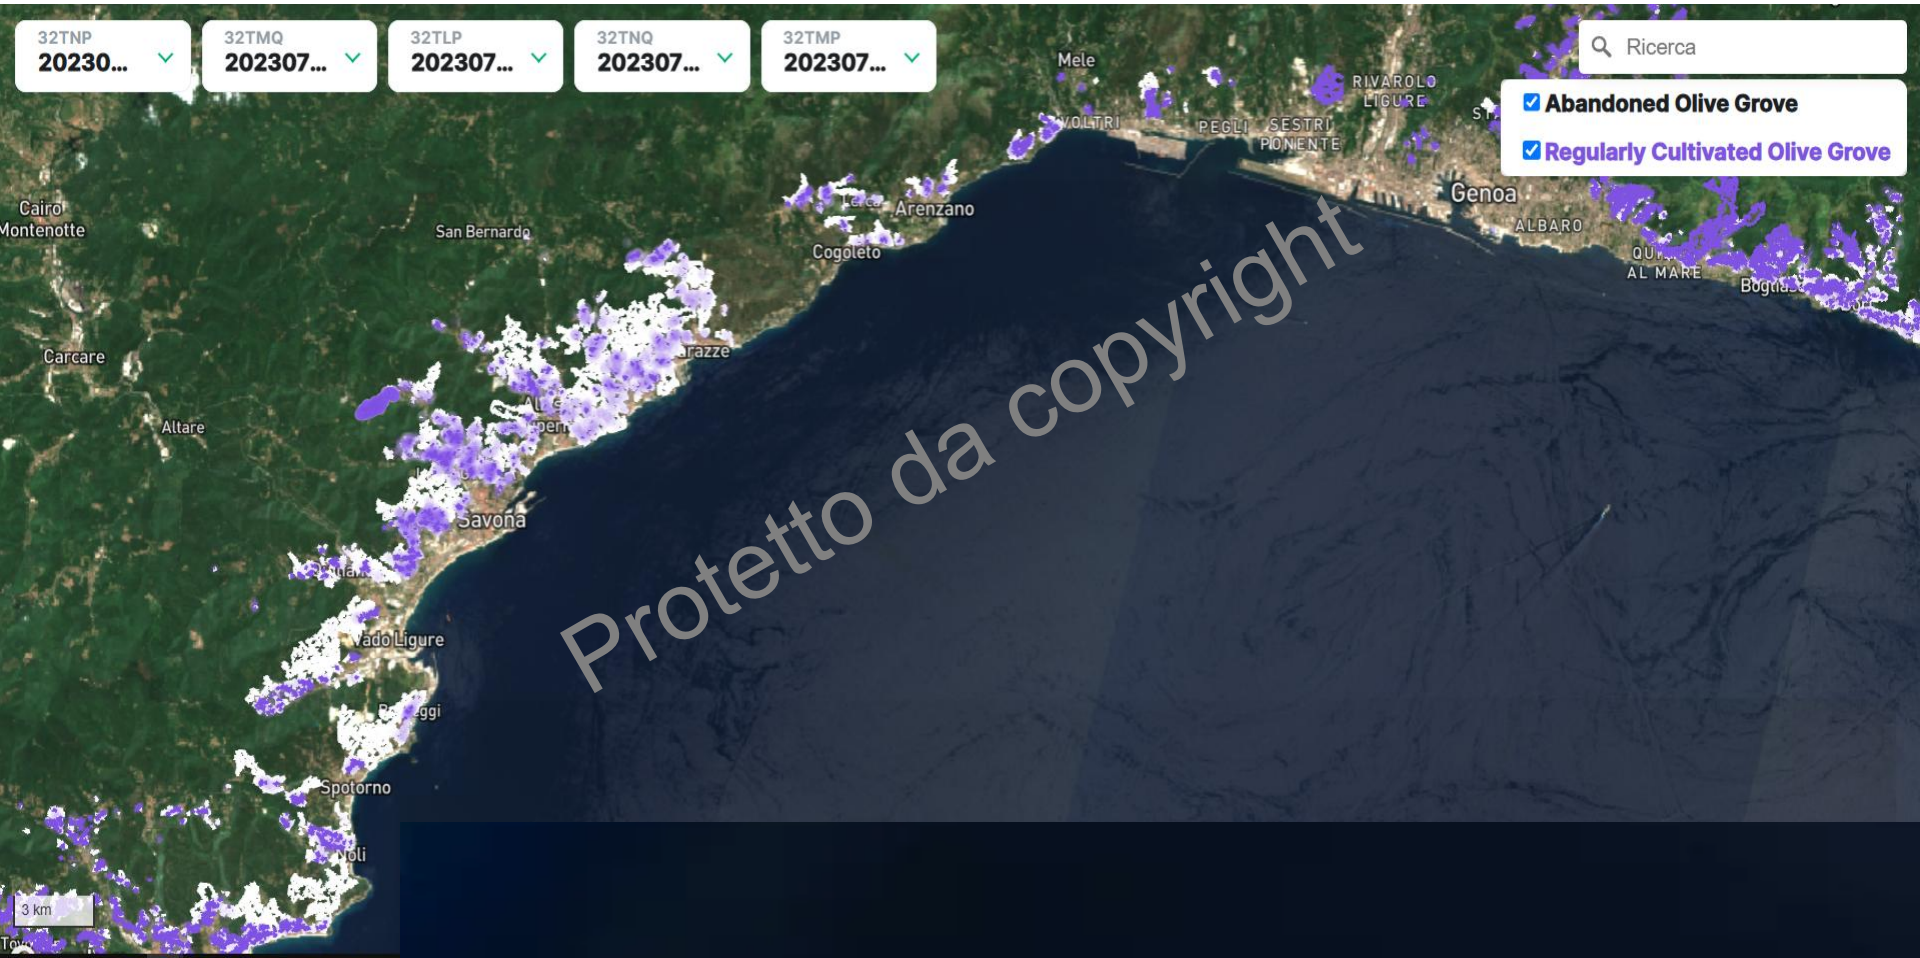 32TNP
20230...
32TMQ
202307...
32TLP
202307...
32TNQ
202307...
32TMP
202307...
Ricerca
Abandoned Olive Grove
Regularly Cultivated Olive Grove
Mele
VOLTRI
PEGLI
SESTRI
PONENTE
RIVAROLO
LIGURE
Genoa
ALBARO
AL MARE
Arenzano
Cogoleto
San Bernardo
Cairo
Montenotte
Carcare
Altare
Savona
Vado Ligure
Spotorno
Noli
3 km
Protetto da copyright